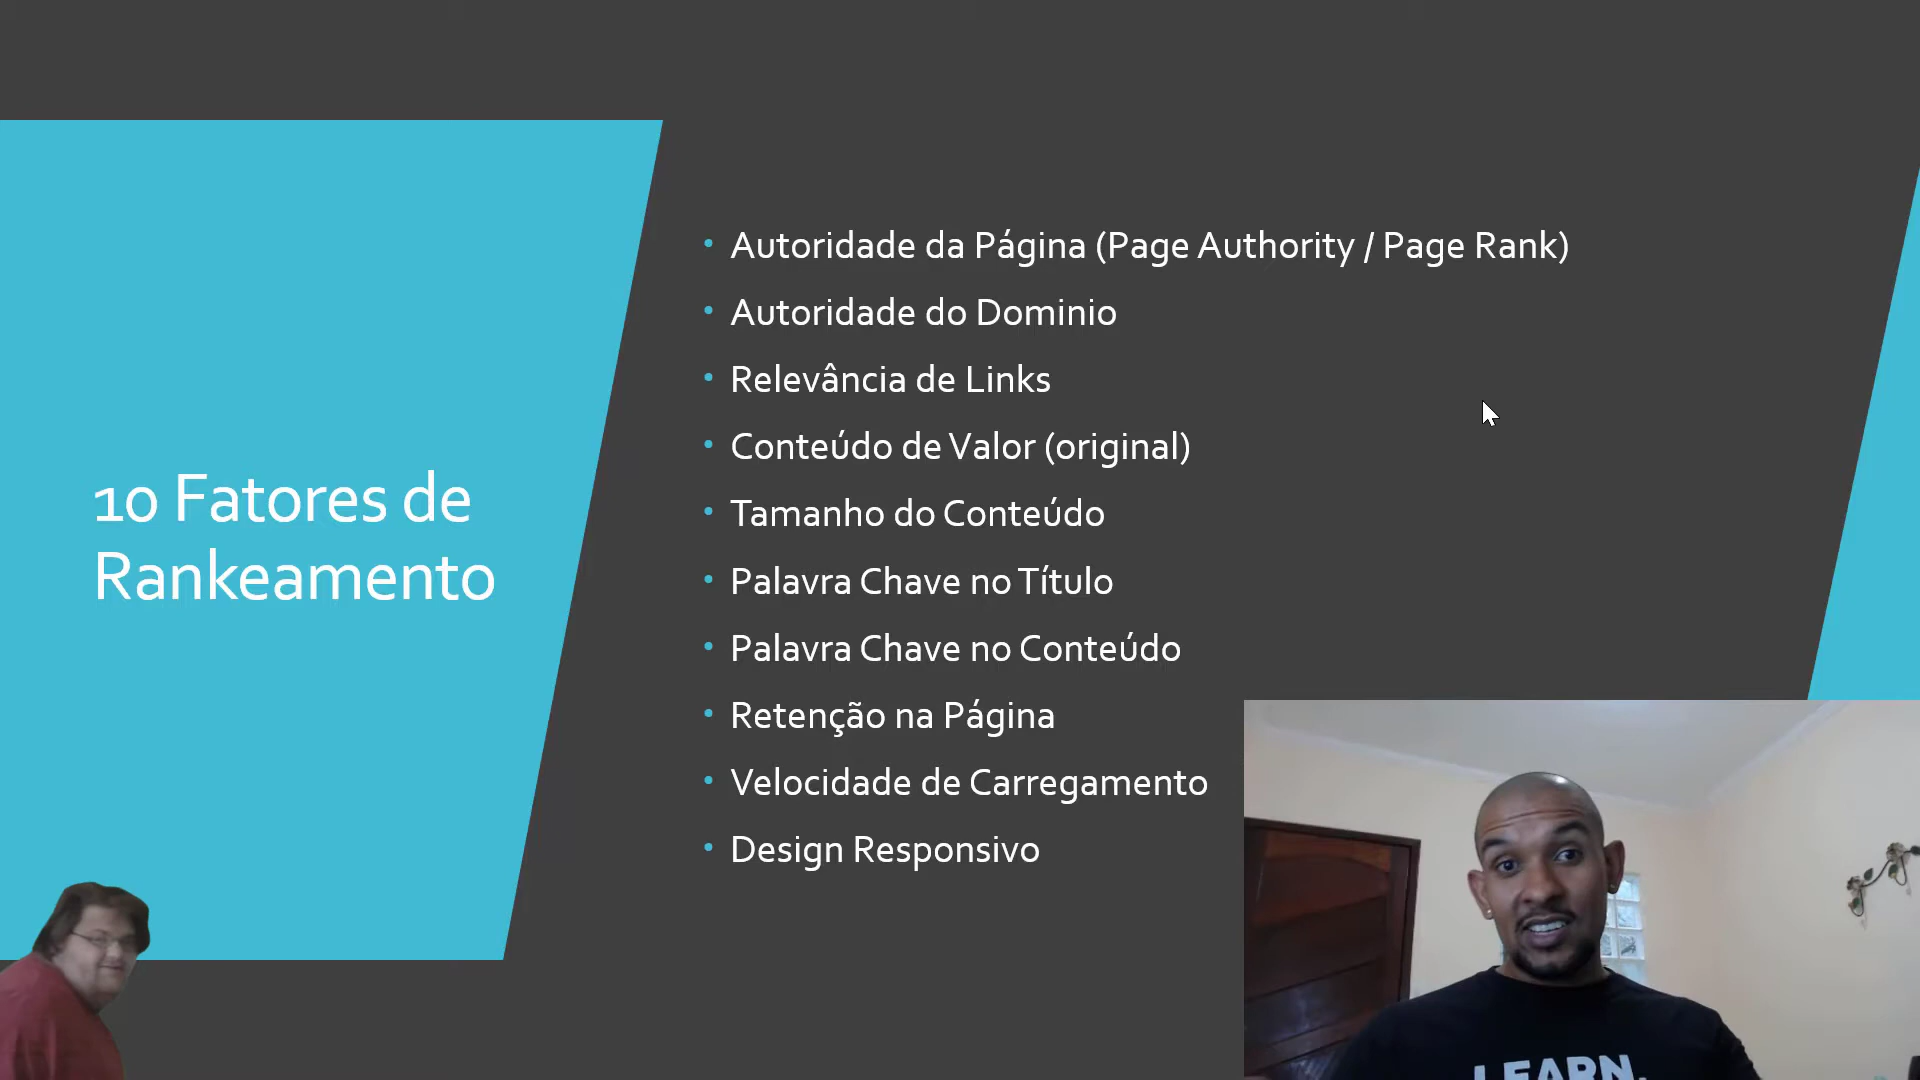 10 Fatores de
Rankeamento
Autoridade da Página (Page Authority / Page Rank)
Autoridade do Dominio
Relevância de Links
Conteúdo de Valor (original)
Tamanho do Conteúdo
Palavra Chave no Título
Palavra Chave no Conteúdo
Retenção na Página
Velocidade de Carregamento
Design Responsivo
LEARN.